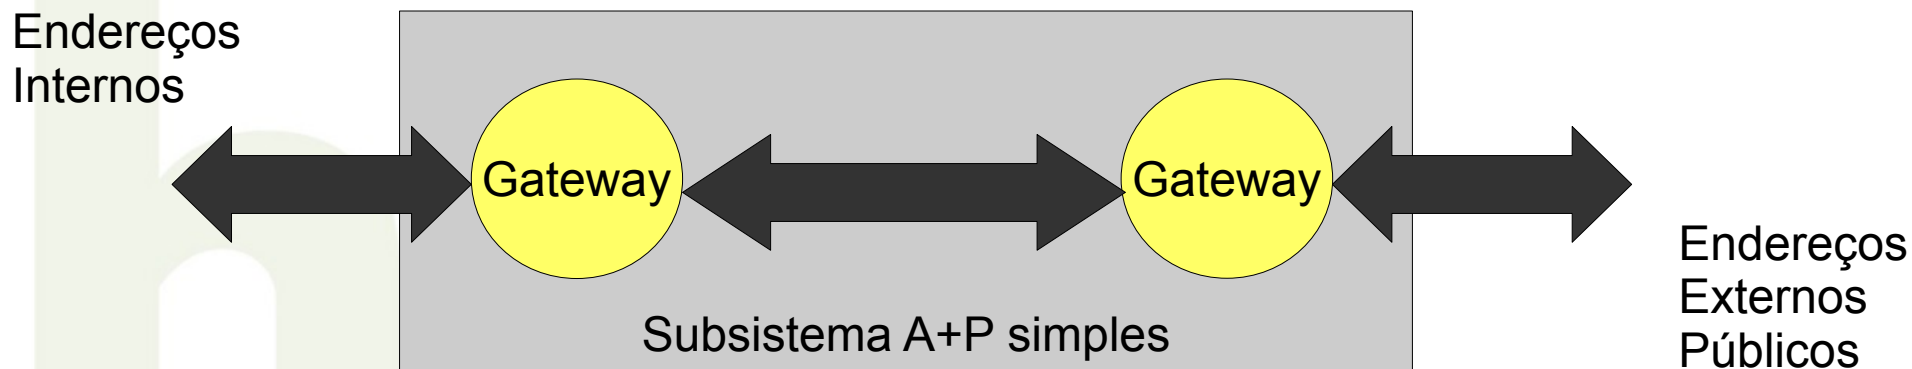 Endereços
Internos
Gateway
Gateway
Subsistema A+P simples
Endereços
Externos
Públicos